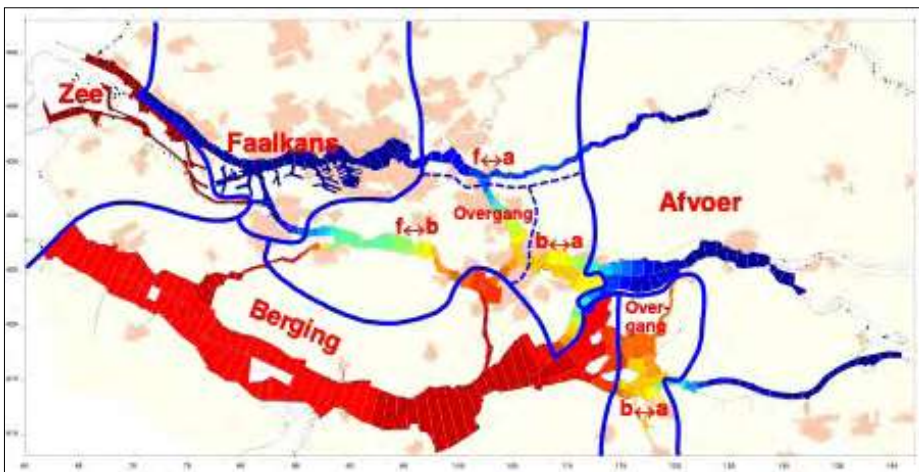 Zee
Faalkans
f↔a
Overgang
Afvoer
f↔b
b↔a
Berging
Over-
gang
b↔a